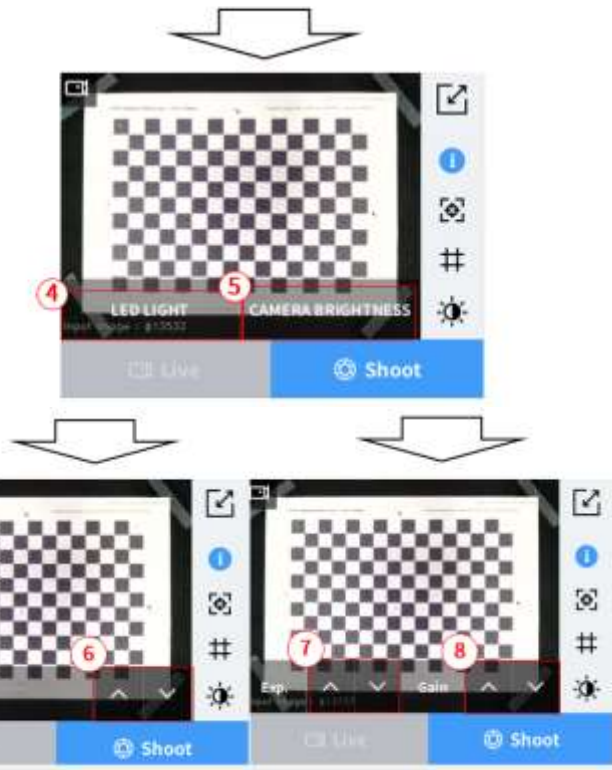 ④ ⑤
LED LIGHT CAMERA BRIGHTNESS
Live Shoot
⑥ ⑦ ⑧
Exp. Gain
Shoot Live Shoot